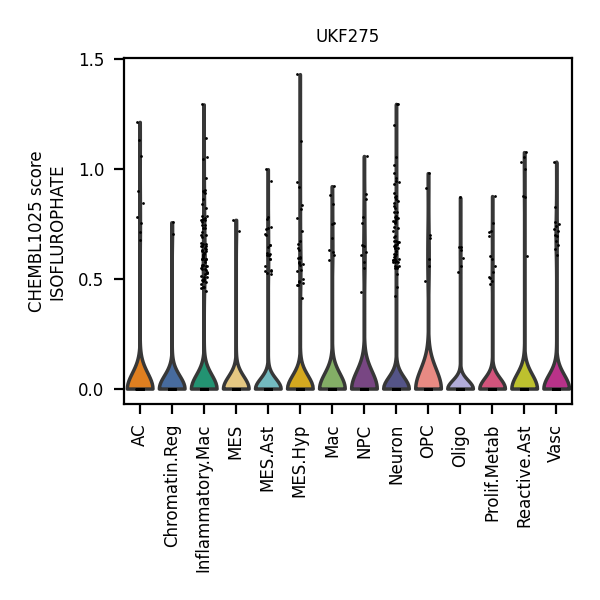 UKF275
CHEMBL1025 score
ISOFLUROPHATE
1.5
1.0
0.5
0.0
AC
Chromatin.Reg
Inflammatory.Mac
MES
MES.Ast
MES.Hyp
Mac
NPC
Neuron
OPC
Oligo
Prolif.Metab
Reactive.Ast
Vasc